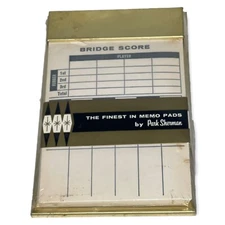 BRIDGE SCORE
PLAYER
1st
2nd
3rd
Total
THE FINEST IN MEMO PADS
by Park Sherman